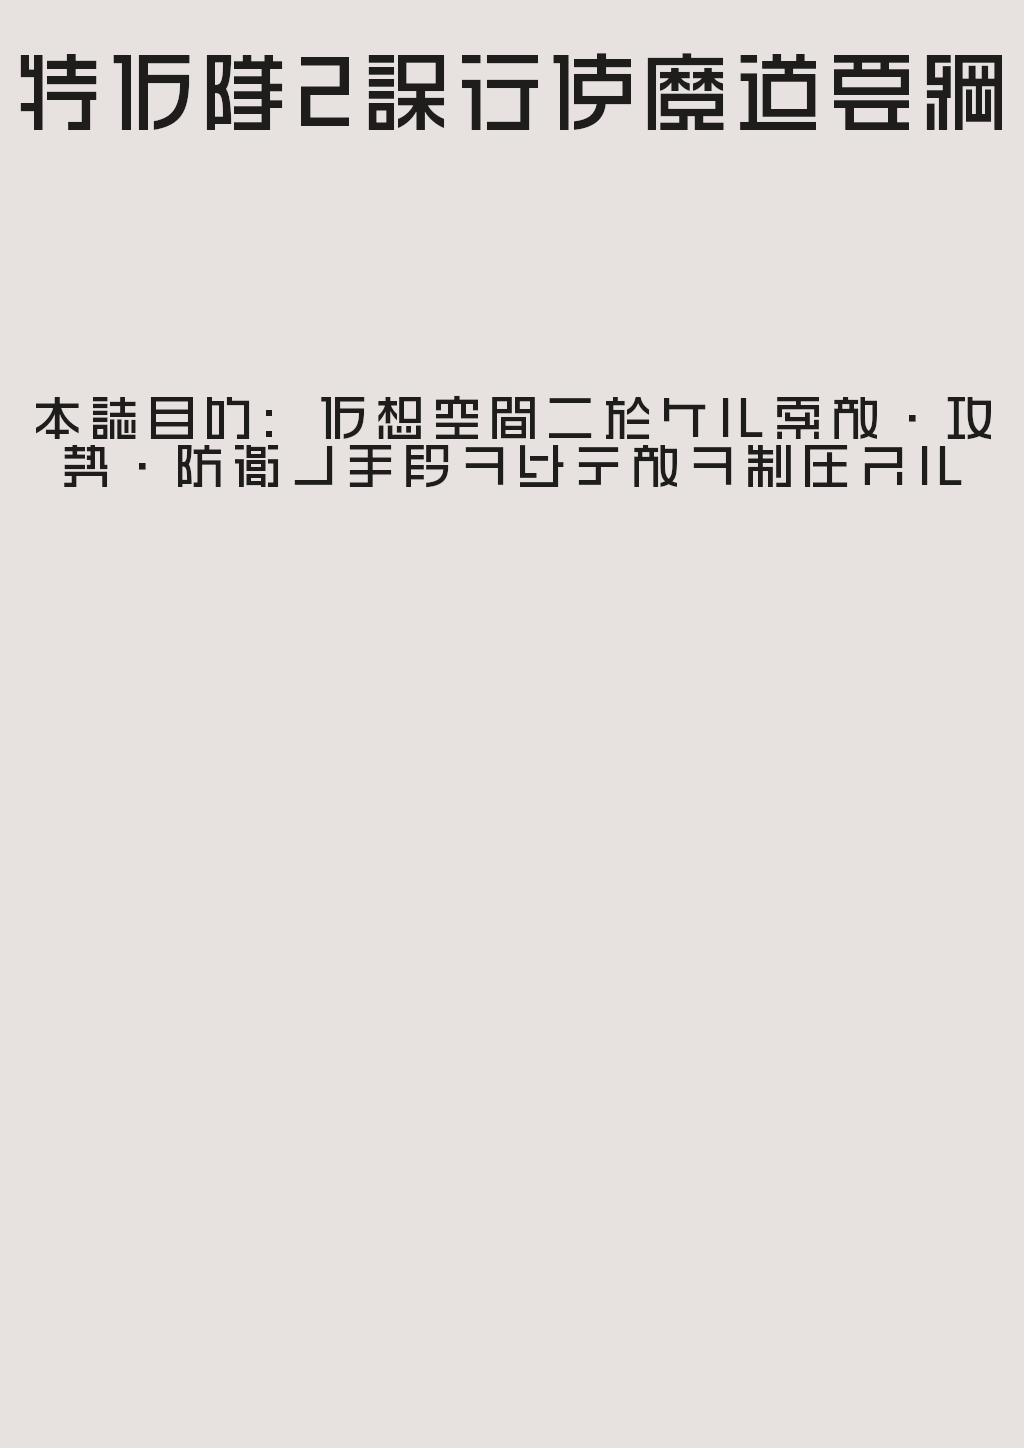 特仮陸2課行使魔道要綱
本誌目的:仮想空間ニ於ケル索敵・攻
勢・防衛ノ手段ヲ以テ敵ヲ制圧スル